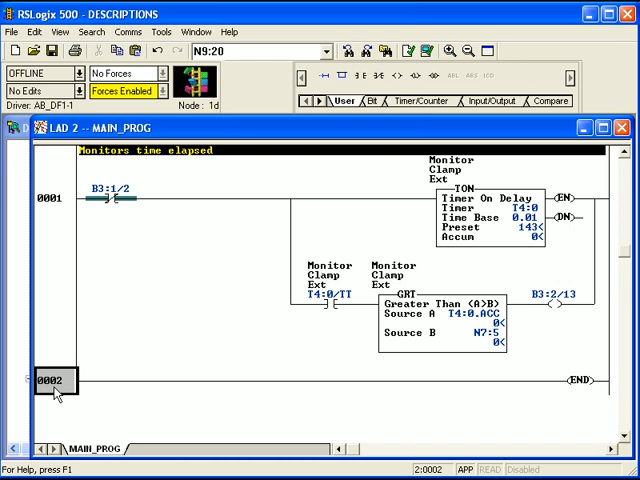 RSLogix 500 - DESCRIPTIONS
File Edit View Search Comms Tools Window Help
N9:20
OFFLINE No Forces
No Edits Forces Enabled
Driver: AB_DF1-1 Node : 1d
ABL ABS
User Bit Timer/Counter Input/Output Compare
LAD 2 -- MAIN_PROG
Monitors time elapsed
Monitor
Clamp
Ext
0001
B3:1/2
TON
Timer On Delay
Timer T4:0
Time Base 0.01
Preset 143<
Accum 0<
EN
DN
Monitor
Clamp
Ext
T4:0/TT
Monitor
Clamp
Ext
GRT
Greater Than (A>B)
Source A T4:0.ACC
0<
Source B N7:5
0<
B3:2/13
0002
END
MAIN_PROG
For Help, press F1
2:0002 APP READ Disabled